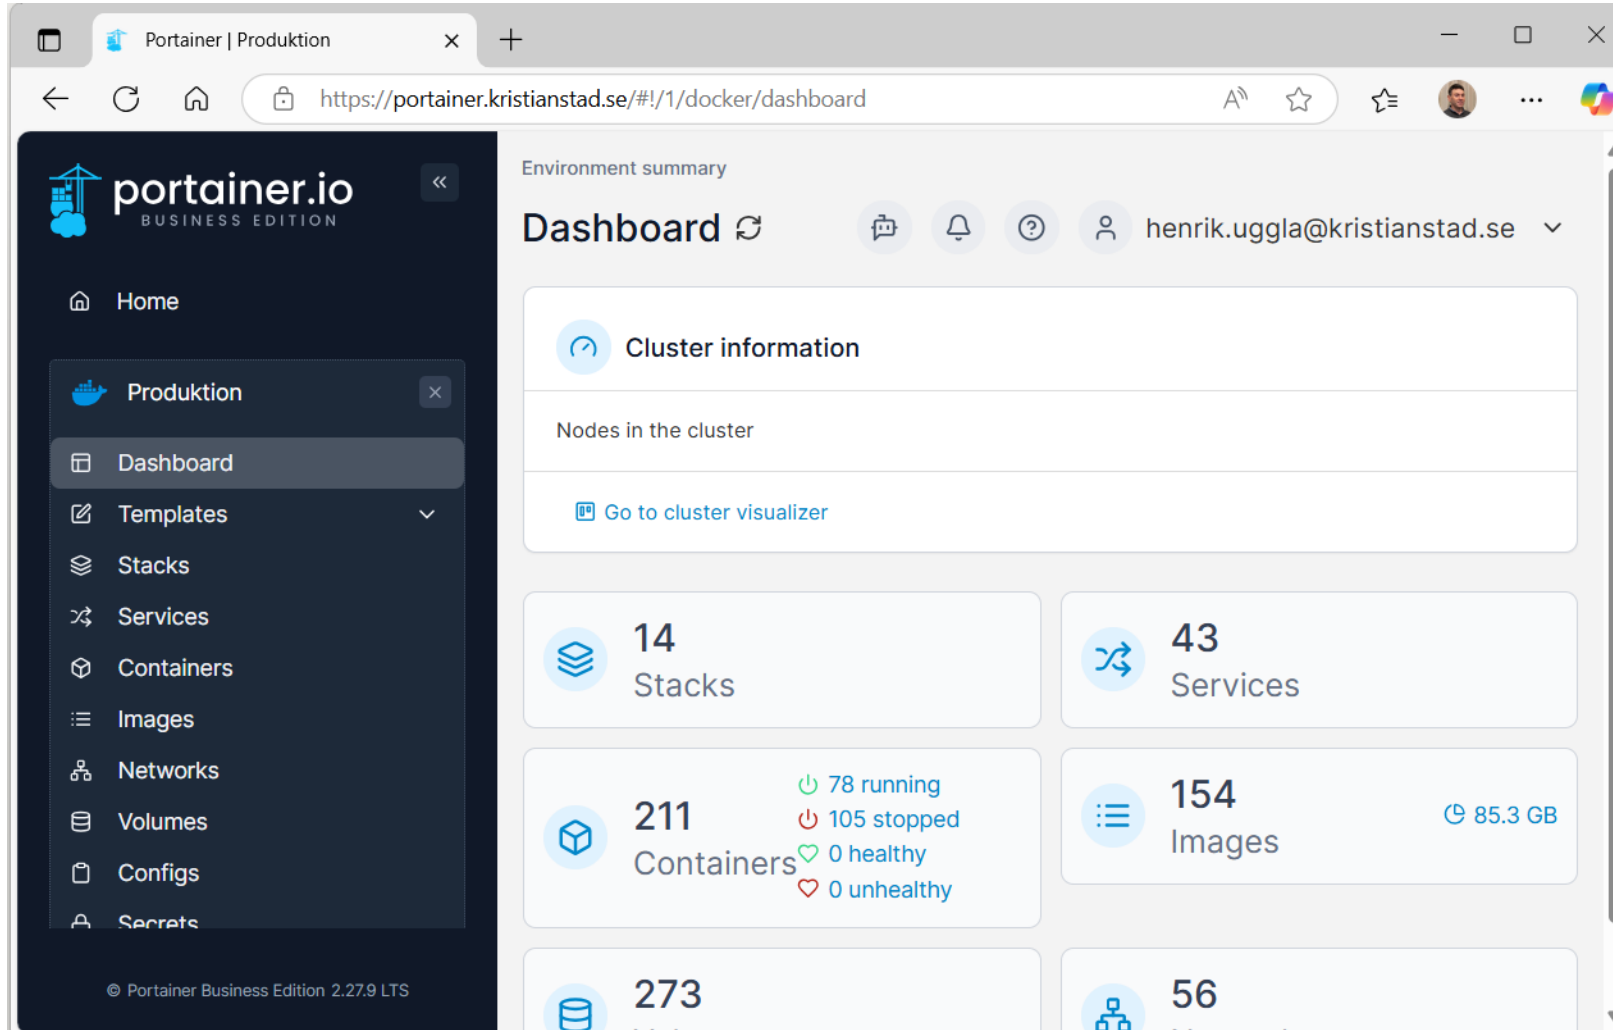 Portainer | Produktion
https://portainer.kristianstad.se/#!/1/docker/dashboard
portainer.io
BUSINESS EDITION
Home
Produktion
Dashboard
Templates
Stacks
Services
Containers
Images
Networks
Volumes
Configs
Secrets
© Portainer Business Edition 2.27.9 LTS
Environment summary
Dashboard
henrik.uggla@kristianstad.se
Cluster information
Nodes in the cluster
Go to cluster visualizer
14
Stacks
43
Services
211
Containers
78 running
105 stopped
0 healthy
0 unhealthy
154
Images
85.3 GB
273
56